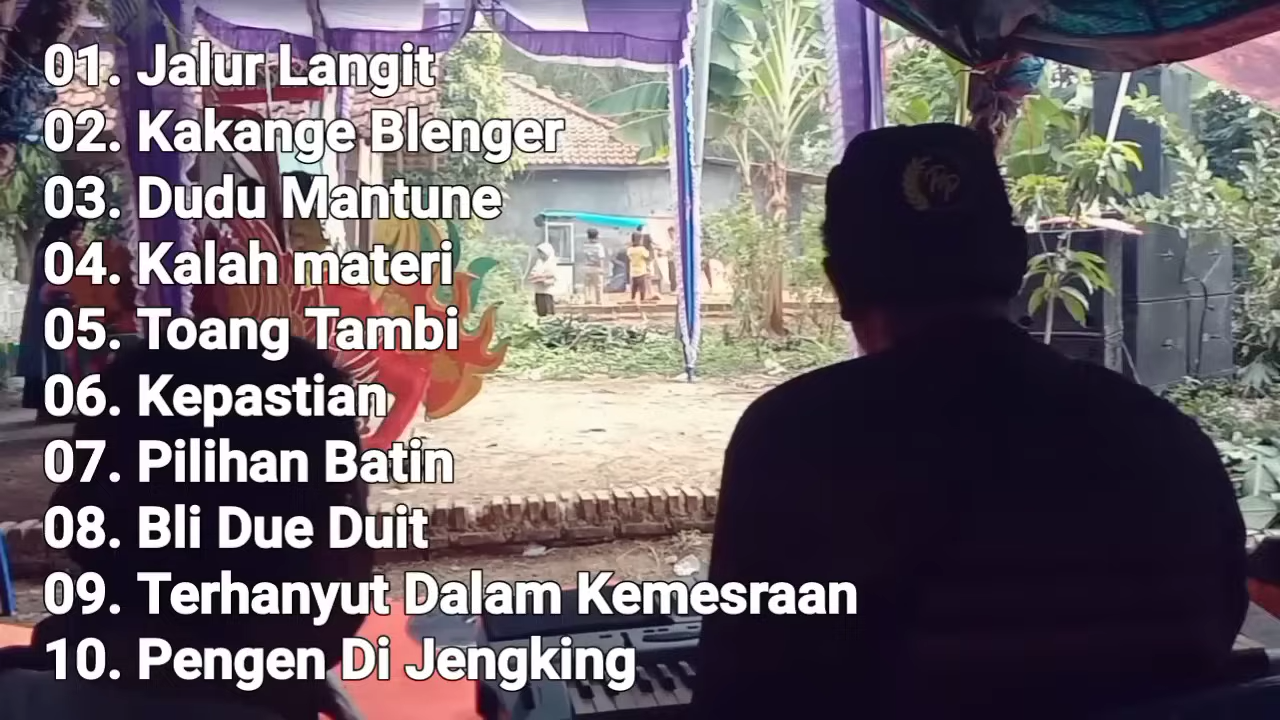 01. Jalur Langit
02. Kakange Blenger
03. Dudu Mantune
04. Kalah materi
05. Toang Tambi
06. Kepastian
07. Pilihan Batin
08. Bli Due Duit
09. Terhanyut Dalam Kemesraan
10. Pengen Di Jengking